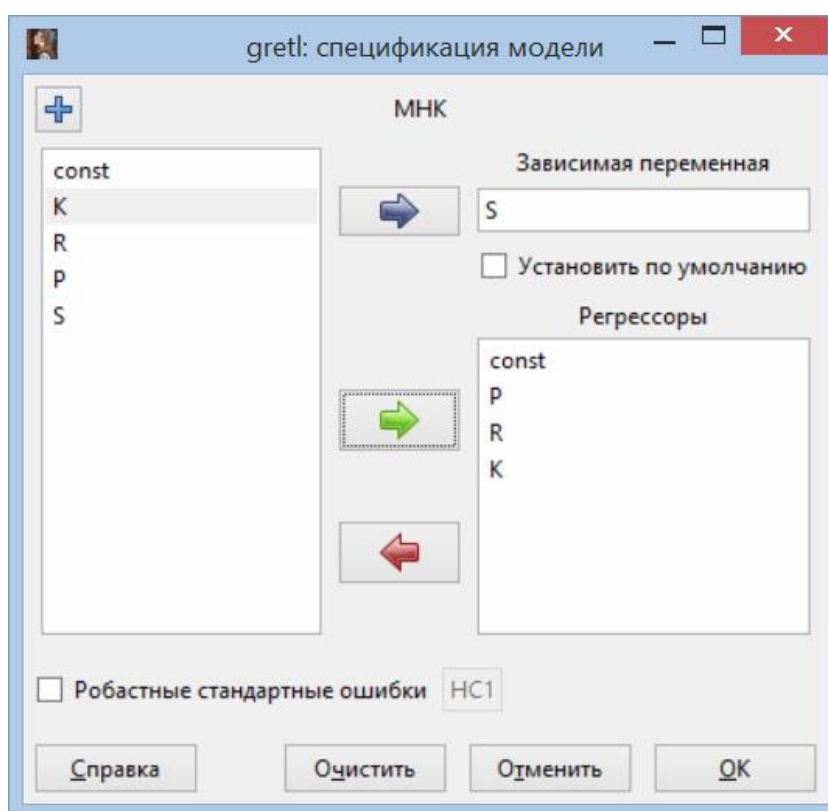 gretl: спецификация модели
МНК
const
K
R
P
S
Зависимая переменная
S
Установить по умолчанию
Регрессоры
const
P
R
K
Робастные стандартные ошибки HC1
Справка Очистить Отменить OK